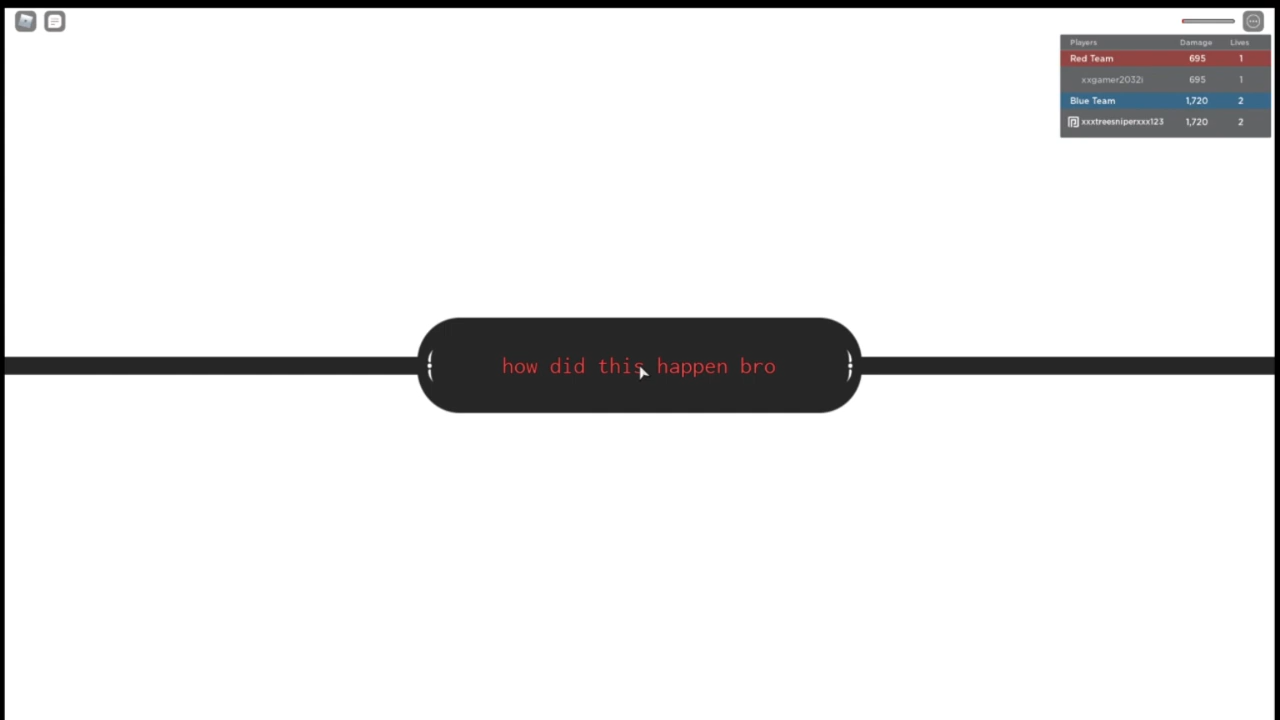 Players Damage Lives
Red Team 695 1
xxgamer2032i 695 1
Blue Team 1,720 2
xxxtreesniperxxx123 1,720 2
how did this happen bro